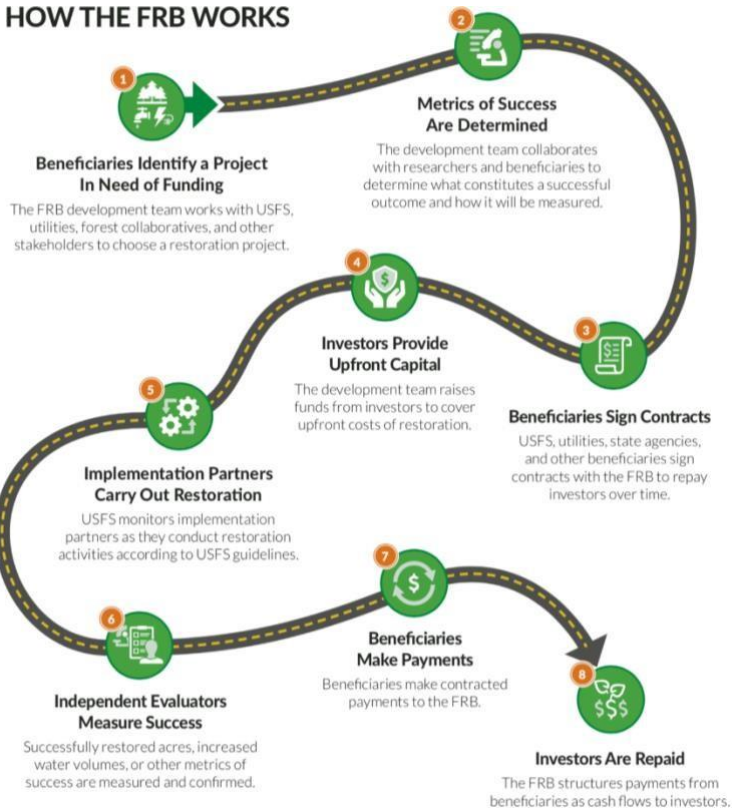 HOW THE FRB WORKS
1
Beneficiaries Identify a Project
In Need of Funding
The FRB development team works with USFS,
utilities, forest collaboratives, and other
stakeholders to choose a restoration project.
2
Metrics of Success
Are Determined
The development team collaborates
with researchers and beneficiaries to
determine what constitutes a successful
outcome and how it will be measured.
3
Beneficiaries Sign Contracts
USFS, utilities, state agencies,
and other beneficiaries sign
contracts with the FRB to repay
investors over time.
4
$
Investors Provide
Upfront Capital
The development team raises
funds from investors to cover
upfront costs of restoration.
5
Implementation Partners
Carry Out Restoration
USFS monitors implementation
partners as they conduct restoration
activities according to USFS guidelines.
6
Independent Evaluators
Measure Success
Successfully restored acres, increased
water volumes, or other metrics of
success are measured and confirmed.
7
$
Beneficiaries
Make Payments
Beneficiaries make contracted
payments to the FRB.
8
$$$
Investors Are Repaid
The FRB structures payments from
beneficiaries as cash flows to investors.